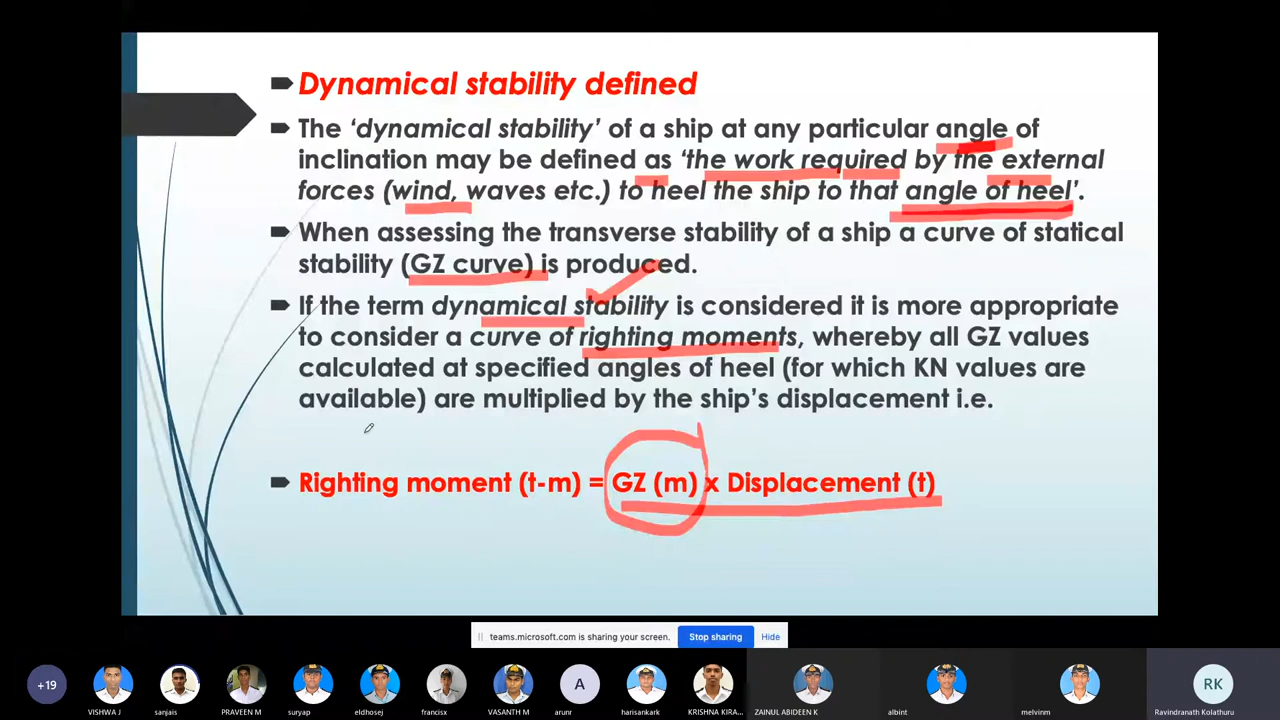 Dynamical stability defined
The ‘dynamical stability’ of a ship at any particular angle of
inclination may be defined as ‘the work required by the external
forces (wind, waves etc.) to heel the ship to that angle of heel’.
When assessing the transverse stability of a ship a curve of statical
stability (GZ curve) is produced.
If the term dynamical stability is considered it is more appropriate
to consider a curve of righting moments, whereby all GZ values
calculated at specified angles of heel (for which KN values are
available) are multiplied by the ship’s displacement i.e.
Righting moment (t-m) = GZ (m) x Displacement (t)
teams.microsoft.com is sharing your screen. Stop sharing Hide
+19 A RK
VISHWA J sanjais PRAVEEN M suryap eldhosej francisx VASANTH M arunr harisankark KRISHNA KIRA... ZAINUL ABIDEEN K albint melvinm Ravindranath Kolathuru